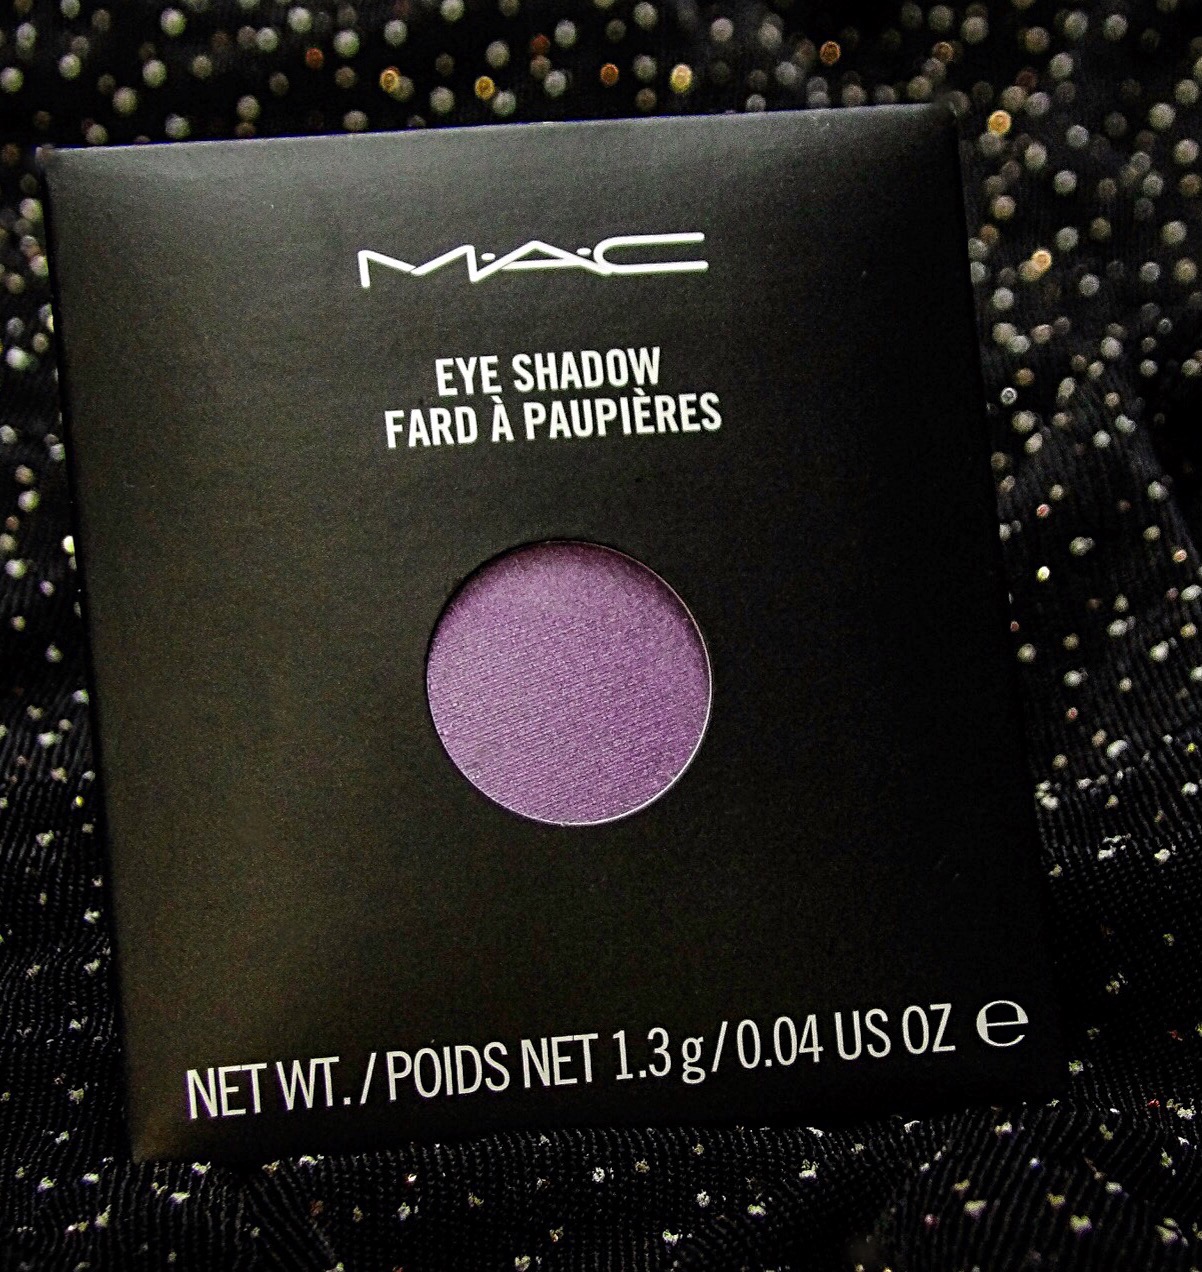 M·A·C
EYE SHADOW
FARD À PAUPIÈRES
NET WT./POIDS NET 1.3 g/0.04 US OZ ℮